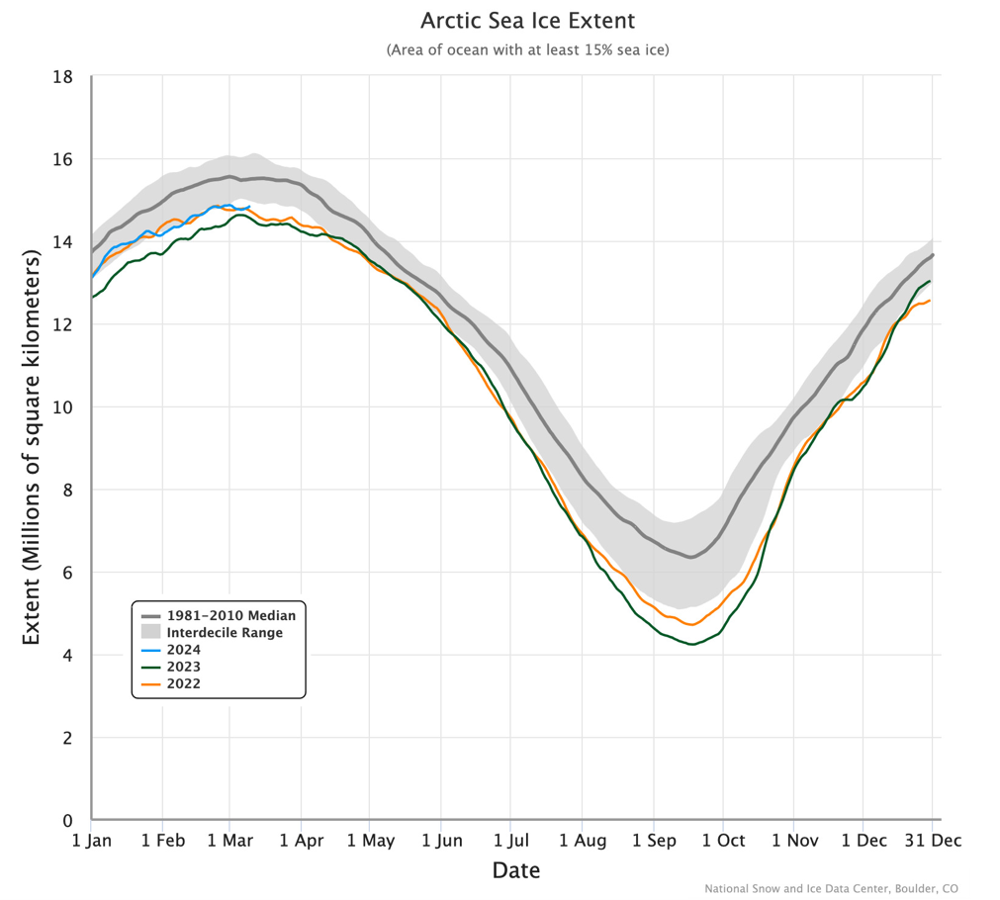 Arctic Sea Ice Extent
(Area of ocean with at least 15% sea ice)
18
16
14
12
10
8
6
4
2
0
Extent (Millions of square kilometers)
1981–2010 Median
Interdecile Range
2024
2023
2022
1 Jan 1 Feb 1 Mar 1 Apr 1 May 1 Jun 1 Jul 1 Aug 1 Sep 1 Oct 1 Nov 1 Dec 31 Dec
Date
National Snow and Ice Data Center, Boulder, CO